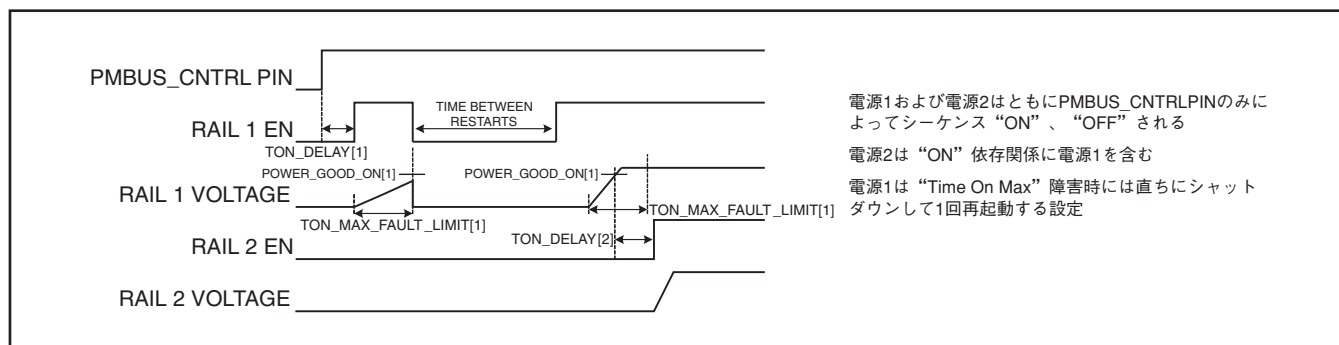 PMBUS_CNTRL PIN
RAIL 1 EN
TIME BETWEEN
RESTARTS
TON_DELAY[1]
POWER_GOOD_ON[1]
POWER_GOOD_ON[1]
RAIL 1 VOLTAGE
TON_MAX_FAULT_LIMIT[1]
TON_MAX_FAULT_LIMIT[1]
TON_DELAY[2]
RAIL 2 EN
RAIL 2 VOLTAGE
電源1および電源2はともにPMBUS_CNTRLPINのみに
よってシーケンス“ON”、“OFF”される
電源2は“ON”依存関係に電源1を含む
電源1は“Time On Max”障害時には直ちにシャット
ダウンして1回再起動する設定